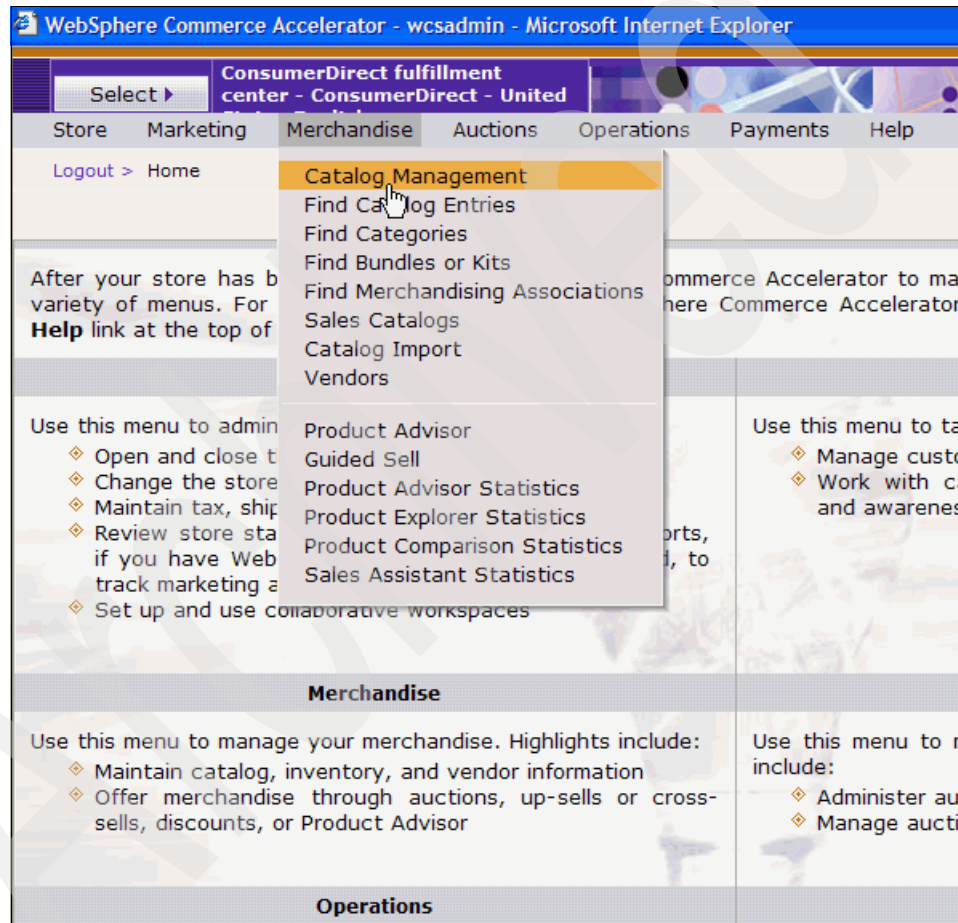 WebSphere Commerce Accelerator - wcsadmin - Microsoft Internet Explorer
Select
ConsumerDirect fulfillment
center - ConsumerDirect - United
Store Marketing Merchandise Auctions Operations Payments Help
Logout > Home
Catalog Management
Find Catalog Entries
Find Categories
Find Bundles or Kits
Find Merchandising Associations
Sales Catalogs
Catalog Import
Vendors
Product Advisor
Guided Sell
Product Advisor Statistics
Product Explorer Statistics
Product Comparison Statistics
Sales Assistant Statistics
After your store has b
ommerce Accelerator to ma
variety of menus. For
here Commerce Accelerator
Help link at the top of
Use this menu to admin
Open and close t
Change the store
Maintain tax, ship
Review store sta
orts,
if you have Web
, to
track marketing a
Set up and use collaborative workspaces
Use this menu to ta
Manage custo
Work with ca
and awarenes
Merchandise
Use this menu to manage your merchandise. Highlights include:
Maintain catalog, inventory, and vendor information
Offer merchandise through auctions, up-sells or cross-
sells, discounts, or Product Advisor
Use this menu to
include:
Administer au
Manage aucti
Operations